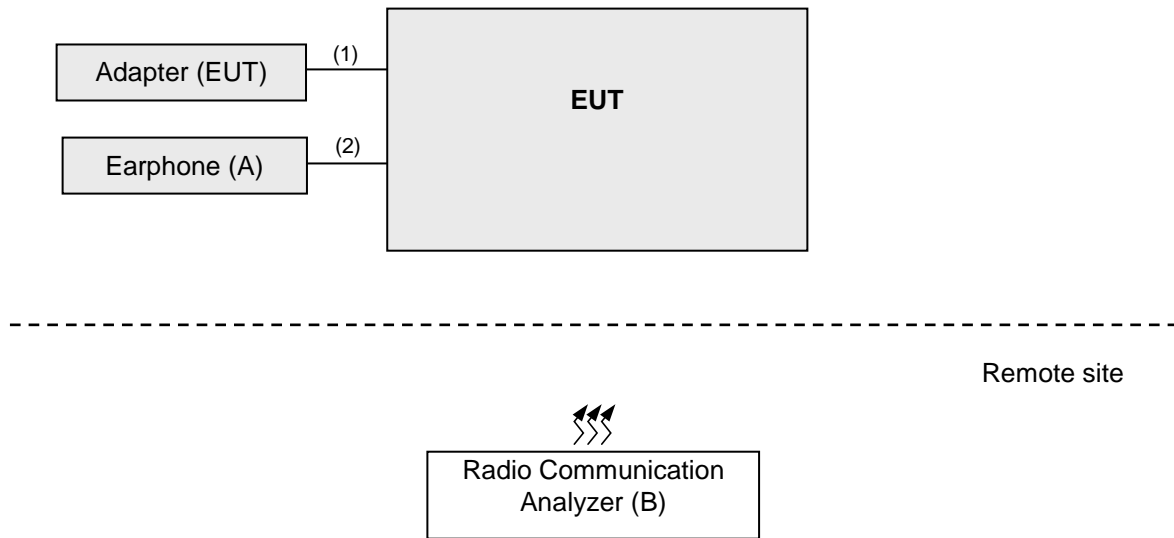 (1)
Adapter (EUT)
EUT
(2)
Earphone (A)
Remote site
Radio Communication
Analyzer (B)